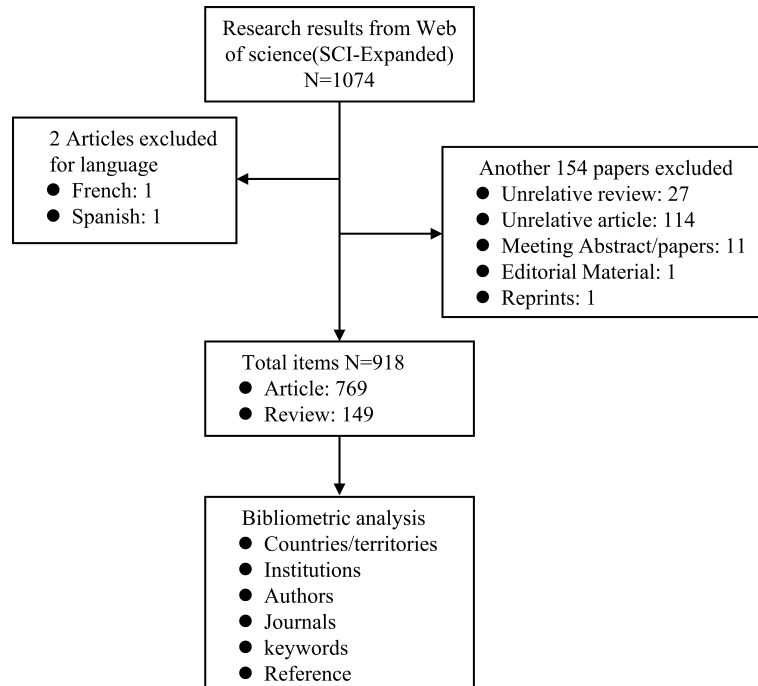 Research results from Web
of science(SCI-Expanded)
N=1074
2 Articles excluded
for language
● French: 1
● Spanish: 1
Another 154 papers excluded
● Unrelative review: 27
● Unrelative article: 114
● Meeting Abstract/papers: 11
● Editorial Material: 1
● Reprints: 1
Total items N=918
● Article: 769
● Review: 149
Bibliometric analysis
● Countries/territories
● Institutions
● Authors
● Journals
● keywords
● Reference